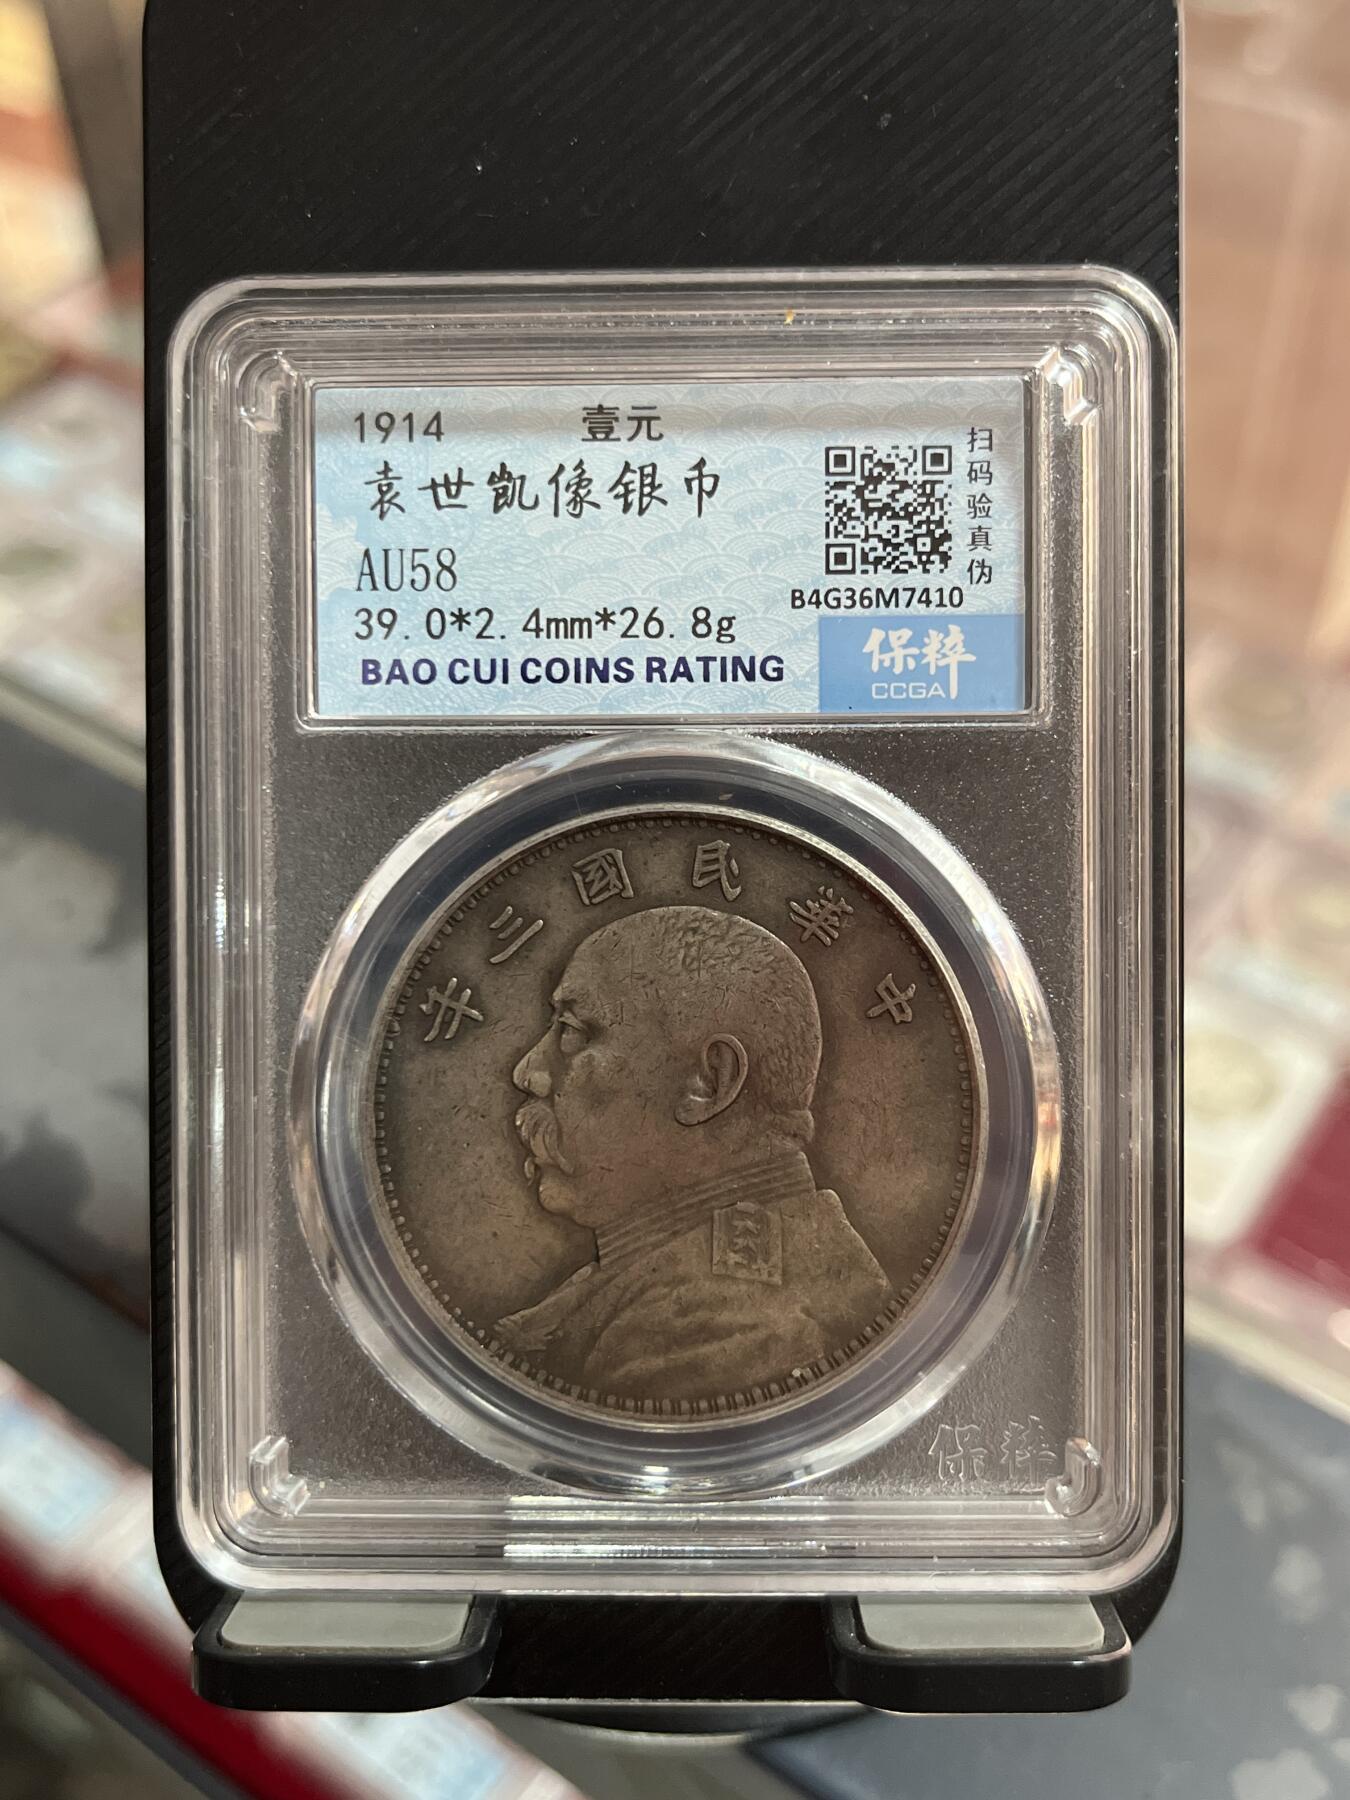 1914 壹元
袁世凯像银币
AU58
39.0*2.4mm*26.8g
BAO CUI COINS RATING
扫码验真伪
B4G36M7410
保粹
CCGA
中華民國三年
保粹